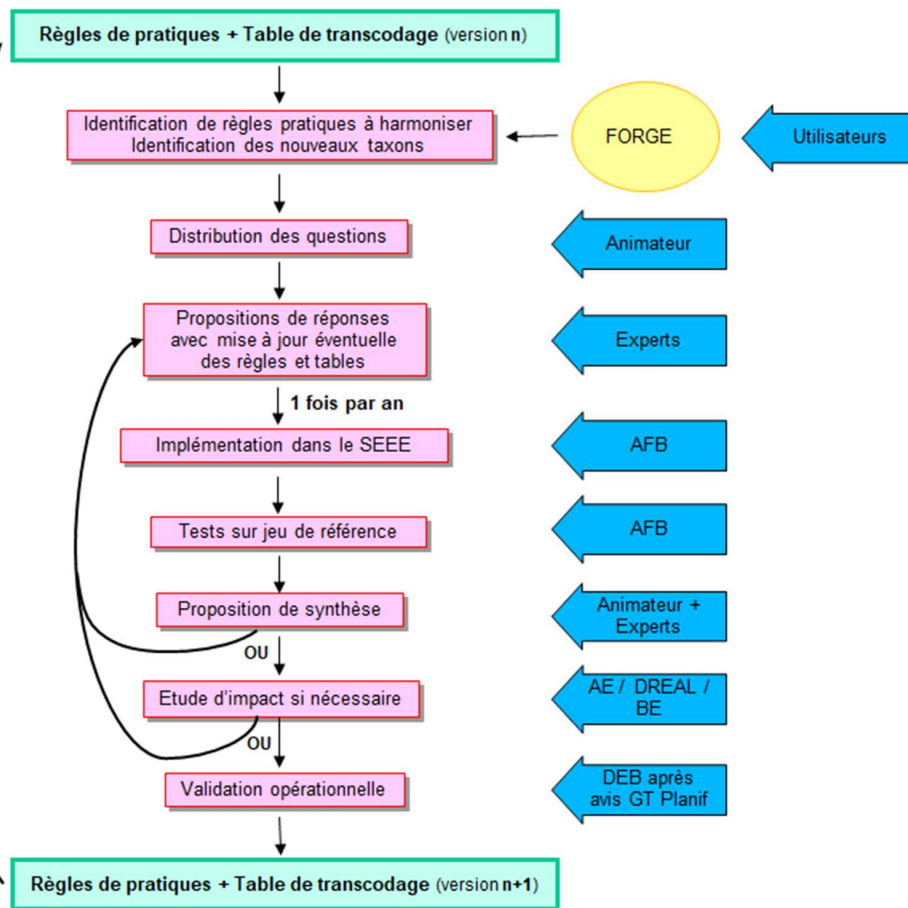 Règles de pratiques + Table de transcodage (version n)
Identification de règles pratiques à harmoniser
Identification des nouveaux taxons
FORGE
Utilisateurs
Distribution des questions
Animateur
Propositions de réponses
avec mise à jour éventuelle
des règles et tables
Experts
1 fois par an
Implémentation dans le SEEE
AFB
Tests sur jeu de référence
AFB
Proposition de synthèse
Animateur +
Experts
OU
Etude d'impact si nécessaire
AE / DREAL /
BE
OU
Validation opérationnelle
DEB après
avis GT Planif
Règles de pratiques + Table de transcodage (version n+1)